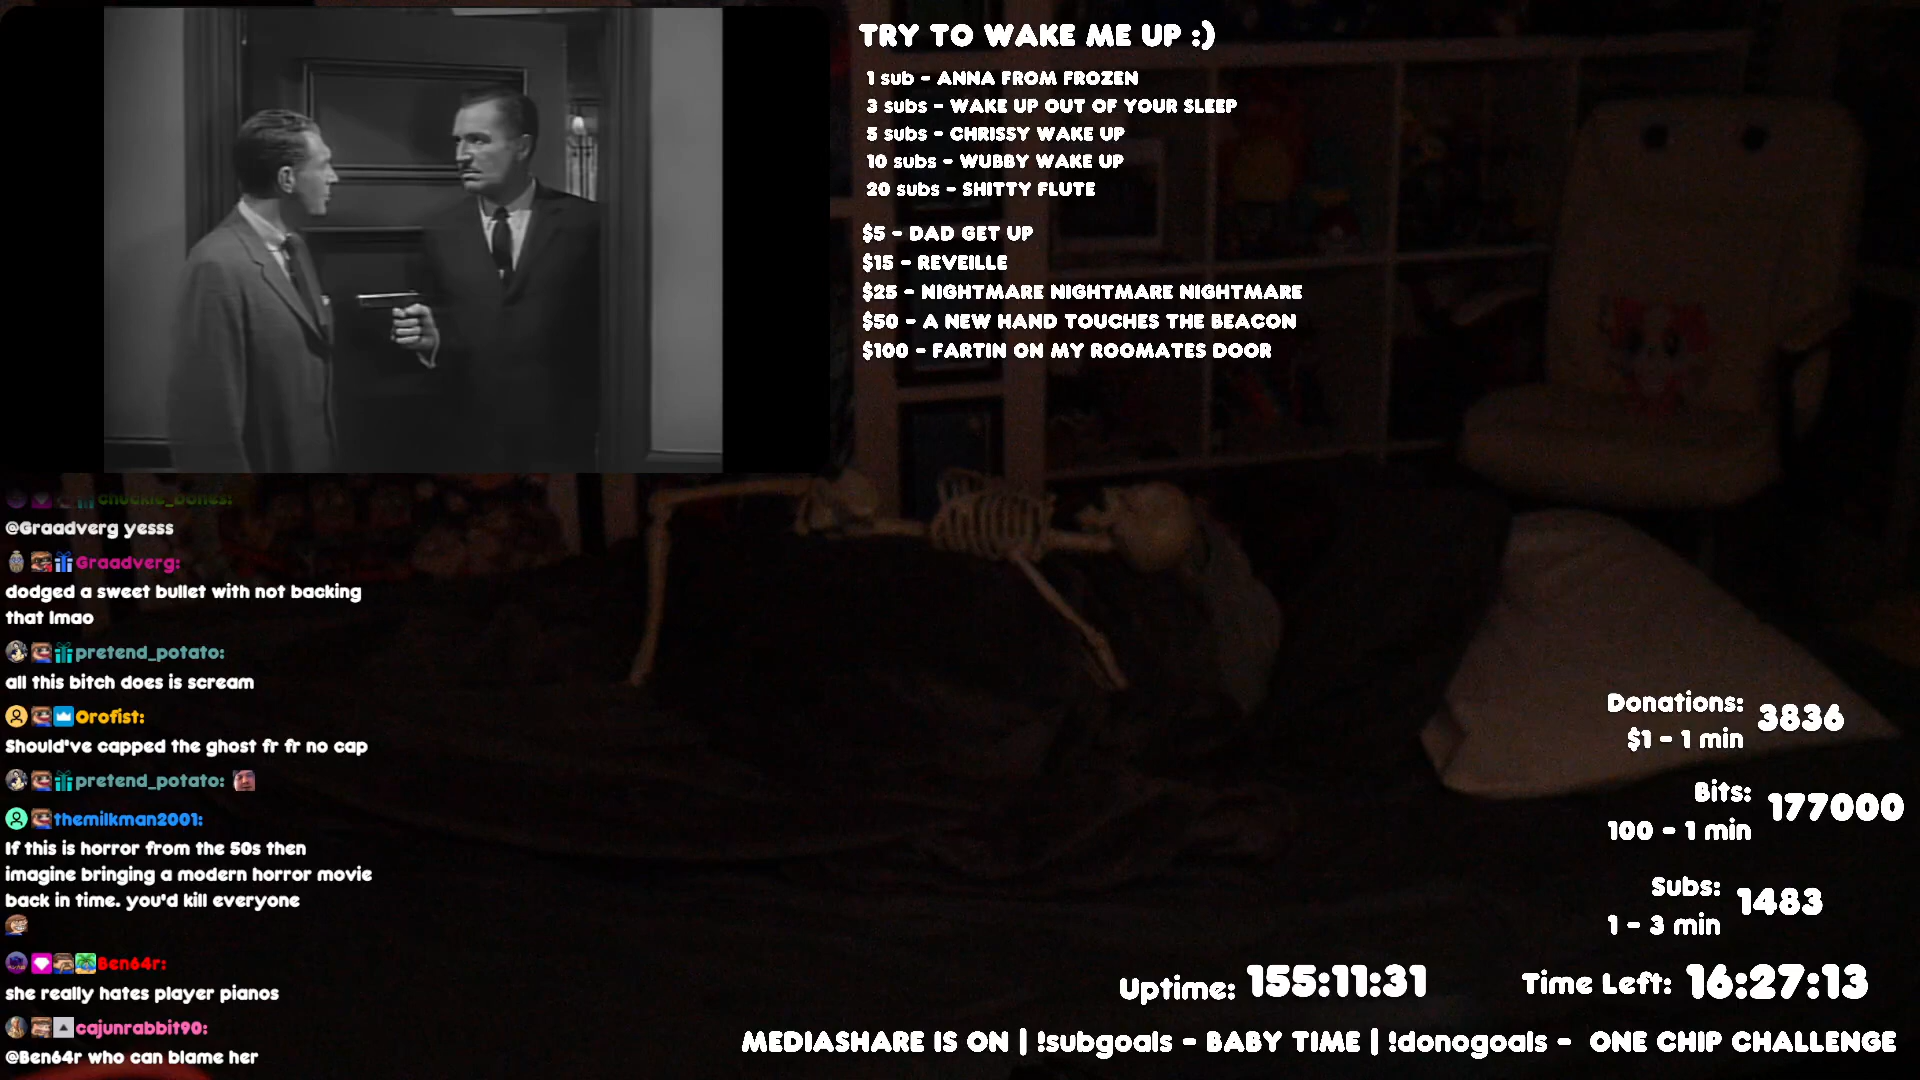 TRY TO WAKE ME UP :)
1 sub - ANNA FROM FROZEN
3 subs - WAKE UP OUT OF YOUR SLEEP
5 subs - CHRISSY WAKE UP
10 subs - WUBBY WAKE UP
20 subs - SHITTY FLUTE
$5 - DAD GET UP
$15 - REVEILLE
$25 - NIGHTMARE NIGHTMARE NIGHTMARE
$50 - A NEW HAND TOUCHES THE BEACON
$100 - FARTIN ON MY ROOMATES DOOR
chuckle_bones:
@Graadverg yesss
Graadverg:
dodged a sweet bullet with not backing
that lmao
pretend_potato:
all this bitch does is scream
Orofist:
Should've capped the ghost fr fr no cap
pretend_potato:
themilkman2001:
If this is horror from the 50s then
imagine bringing a modern horror movie
back in time. you'd kill everyone
Ben64r:
she really hates player pianos
cajunrabbit90:
@Ben64r who can blame her
Donations: 3836
$1 - 1 min
Bits: 177000
100 - 1 min
Subs: 1483
1 - 3 min
Uptime: 155:11:31 Time Left: 16:27:13
MEDIASHARE IS ON | !subgoals - BABY TIME | !donogoals - ONE CHIP CHALLENGE